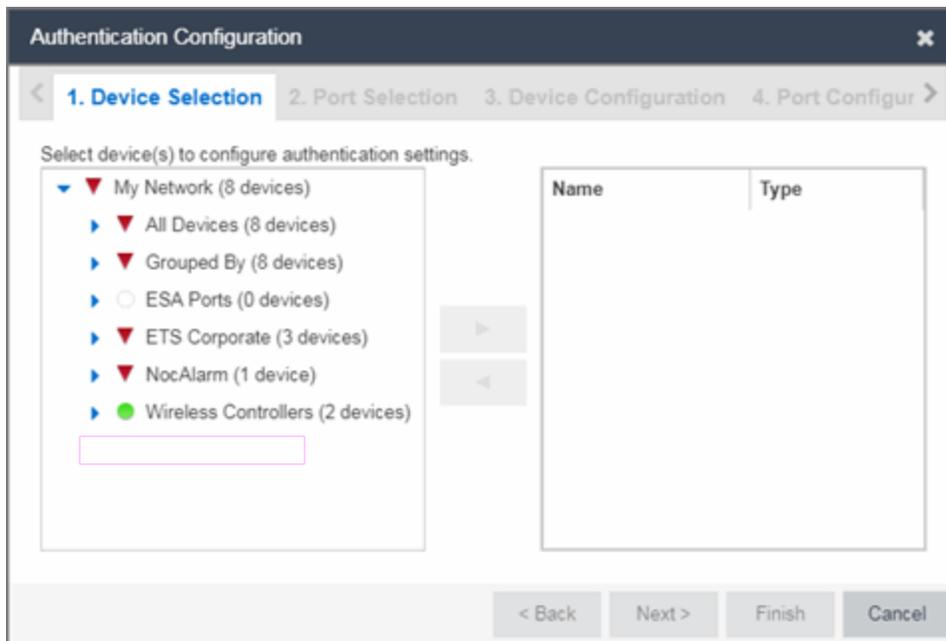 Authentication Configuration
1. Device Selection 2. Port Selection 3. Device Configuration 4. Port Configur
Select device(s) to configure authentication settings.
My Network (8 devices)
All Devices (8 devices)
Grouped By (8 devices)
ESA Ports (0 devices)
ETS Corporate (3 devices)
NocAlarm (1 device)
Wireless Controllers (2 devices)
Name Type
< Back Next > Finish Cancel